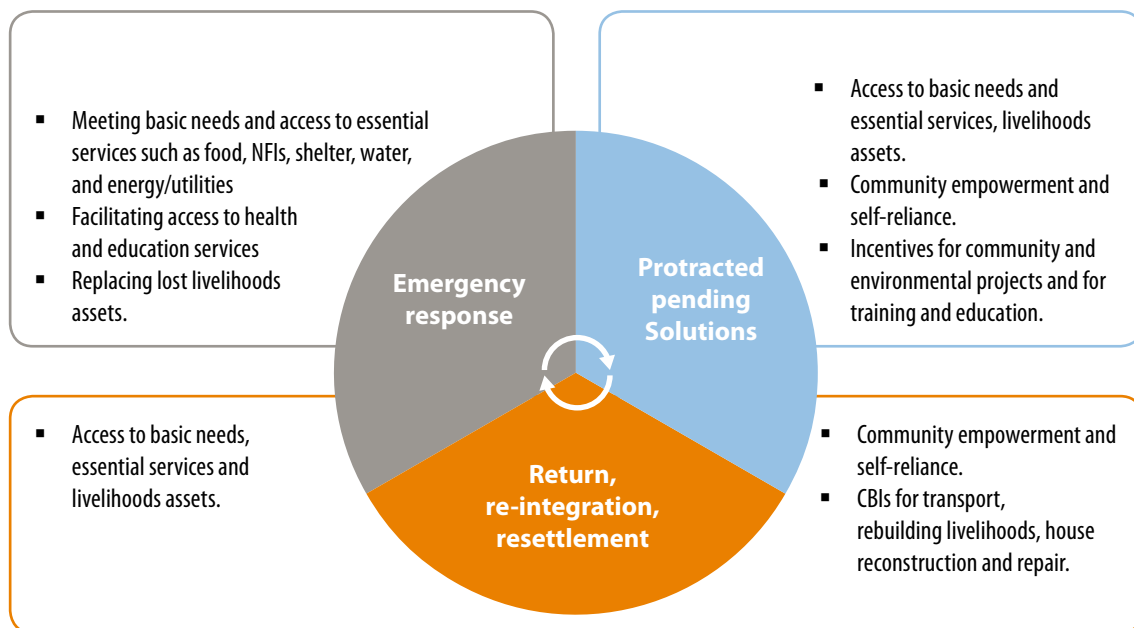 ▪ Meeting basic needs and access to essential
services such as food, NFIs, shelter, water,
and energy/utilities
▪ Facilitating access to health
and education services
▪ Replacing lost livelihoods
assets.
▪ Access to basic needs and
essential services, livelihoods
assets.
▪ Community empowerment and
self-reliance.
▪ Incentives for community and
environmental projects and for
training and education.
Emergency
response
Protracted
pending
Solutions
Return,
re-integration,
resettlement
▪ Access to basic needs,
essential services and
livelihoods assets.
▪ Community empowerment and
self-reliance.
▪ CBIs for transport,
rebuilding livelihoods, house
reconstruction and repair.